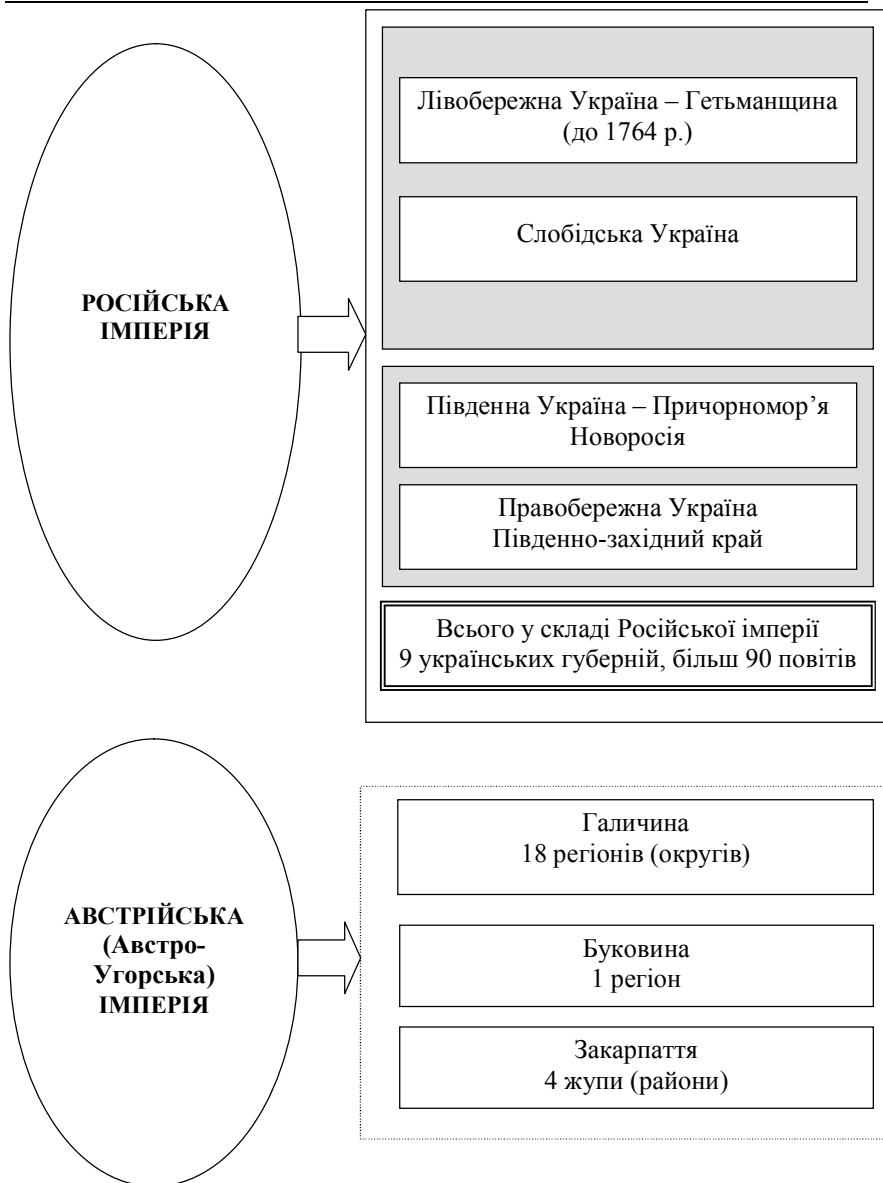 РОСІЙСЬКА
ІМПЕРІЯ
Лівобережна Україна – Гетьманщина
(до 1764 р.)
Слобідська Україна
Південна Україна – Причорномор’я
Новоросія
Правобережна Україна
Південно-західний край
Всього у складі Російської імперії
9 українських губерній, більш 90 повітів
АВСТРІЙСЬКА
(Австро-
Угорська)
ІМПЕРІЯ
Галичина
18 регіонів (округів)
Буковина
1 регіон
Закарпаття
4 жупи (райони)